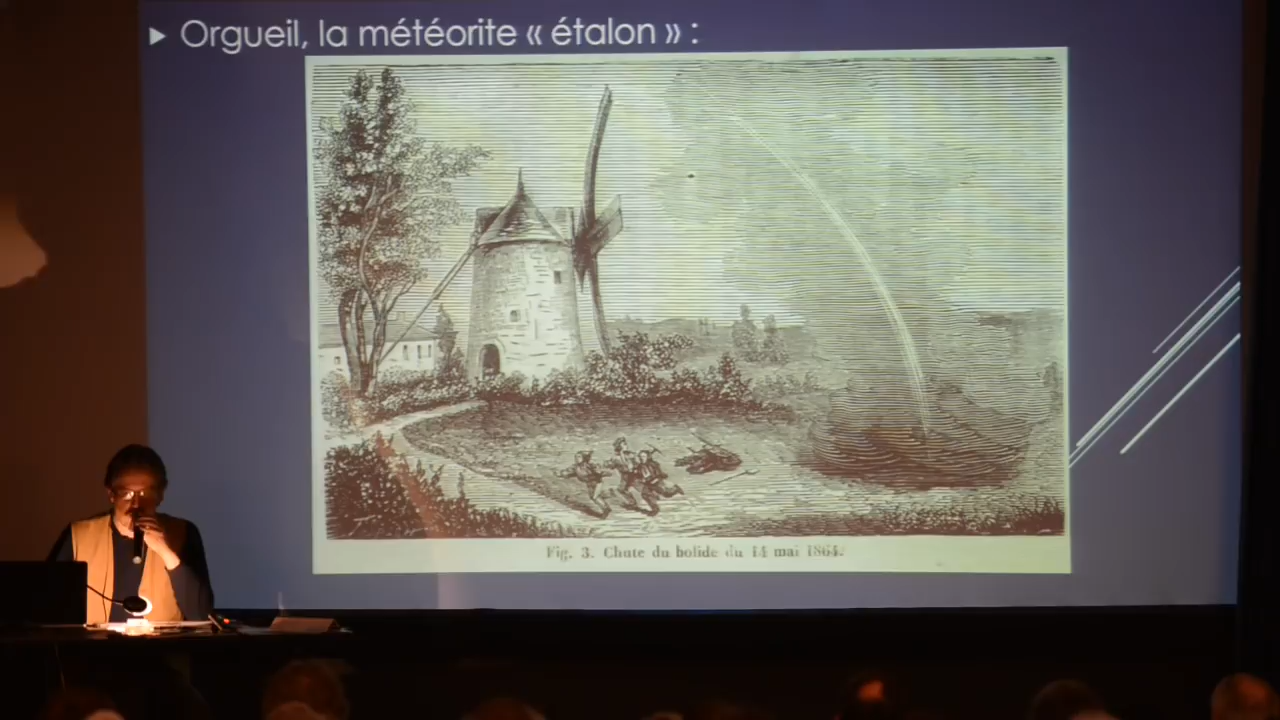 Orgueil, la météorite « étalon » :
Fig. 3. Chute du bolide du 14 mai 1864.